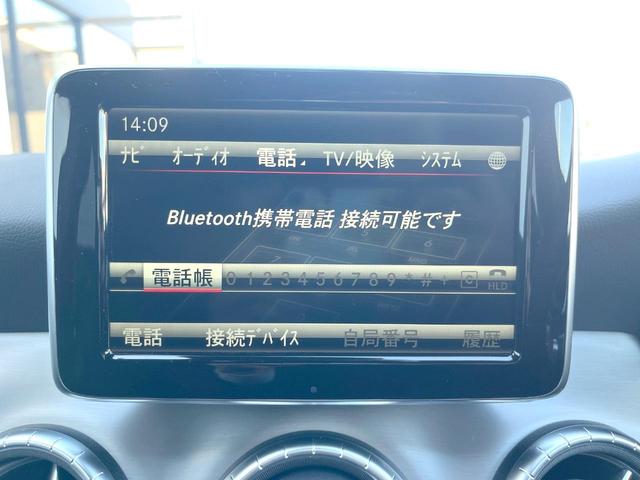 14:09
ナビ オーディオ 電話 TV/映像 システム
Bluetooth携帯電話 接続可能です
電話帳 0 1 2 3 4 5 6 7 8 9 * # + C HLD
電話 接続デバイス 自局番号 履歴